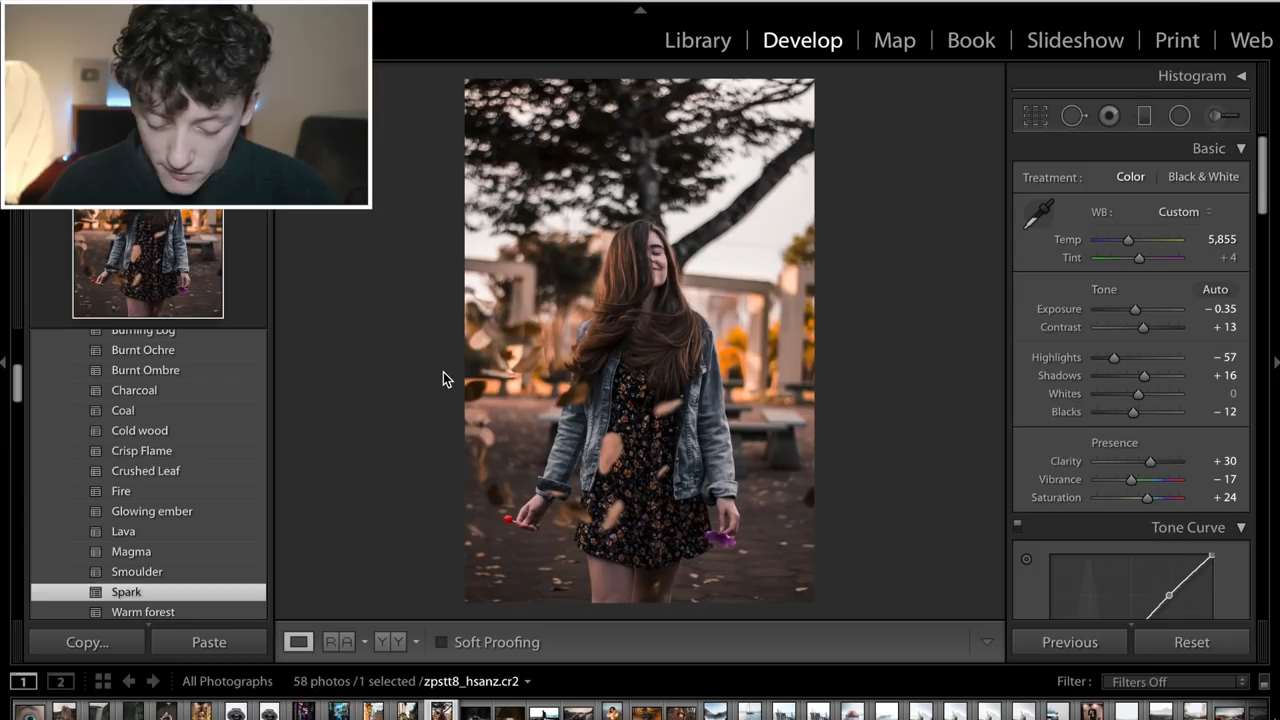 Library | Develop | Map | Book | Slideshow | Print | Web
Histogram
Basic
Treatment : Color Black & White
WB : Custom
Temp 5,855
Tint + 4
Tone Auto
Exposure − 0.35
Contrast + 13
Highlights − 57
Shadows + 16
Whites 0
Blacks − 12
Presence
Clarity + 30
Vibrance − 17
Saturation + 24
Tone Curve
Burning Log
Burnt Ochre
Burnt Ombre
Charcoal
Coal
Cold wood
Crisp Flame
Crushed Leaf
Fire
Glowing ember
Lava
Magma
Smoulder
Spark
Warm forest
Copy... Paste
R A Y Y Soft Proofing
Previous Reset
1 2 All Photographs 58 photos / 1 selected / zpstt8_hsanz.cr2
Filter : Filters Off